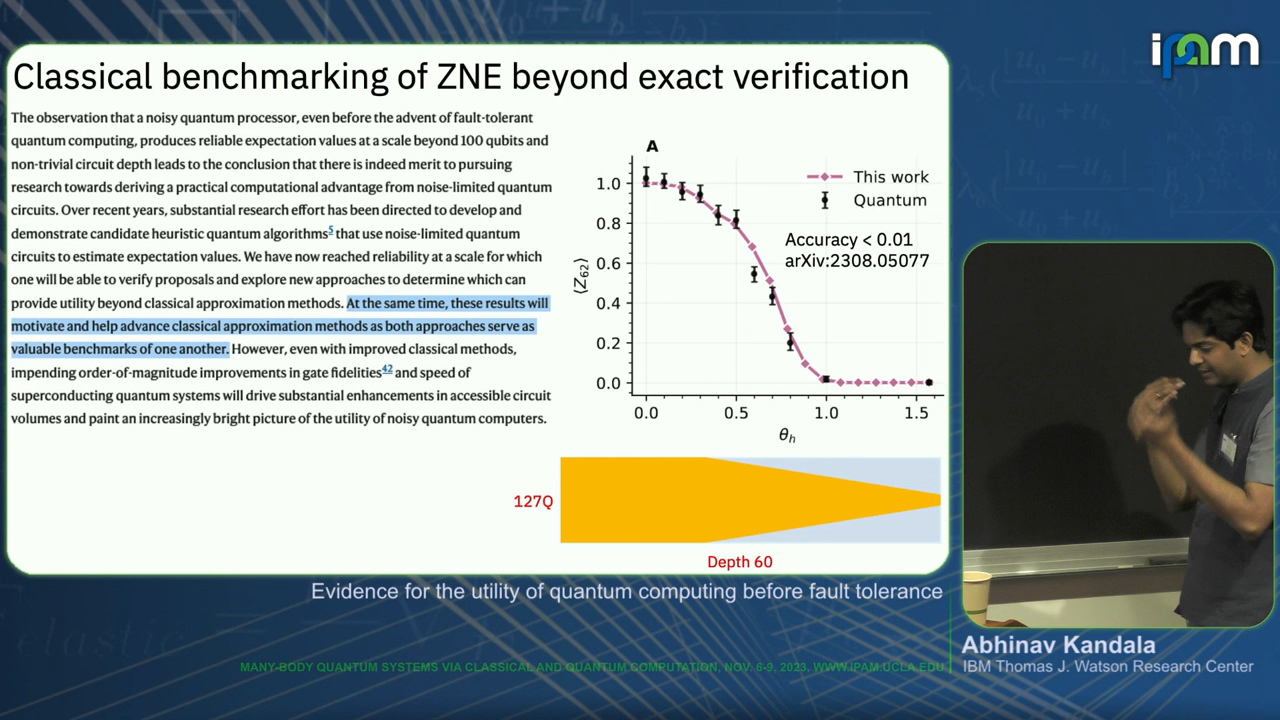 ipam
Classical benchmarking of ZNE beyond exact verification
The observation that a noisy quantum processor, even before the advent of fault-tolerant
quantum computing, produces reliable expectation values at a scale beyond 100 qubits and
non-trivial circuit depth leads to the conclusion that there is indeed merit to pursuing
research towards deriving a practical computational advantage from noise-limited quantum
circuits. Over recent years, substantial research effort has been directed to develop and
demonstrate candidate heuristic quantum algorithms⁵ that use noise-limited quantum
circuits to estimate expectation values. We have now reached reliability at a scale for which
one will be able to verify proposals and explore new approaches to determine which can
provide utility beyond classical approximation methods. At the same time, these results will
motivate and help advance classical approximation methods as both approaches serve as
valuable benchmarks of one another. However, even with improved classical methods,
impending order-of-magnitude improvements in gate fidelities⁴² and speed of
superconducting quantum systems will drive substantial enhancements in accessible circuit
volumes and paint an increasingly bright picture of the utility of noisy quantum computers.
A
This work
Quantum
Accuracy < 0.01
arXiv:2308.05077
⟨Z₆₂⟩
1.0
0.8
0.6
0.4
0.2
0.0
0.0 0.5 1.0 1.5
θₕ
127Q
Depth 60
Evidence for the utility of quantum computing before fault tolerance
Abhinav Kandala
IBM Thomas J. Watson Research Center
MANY-BODY QUANTUM SYSTEMS VIA CLASSICAL AND QUANTUM COMPUTATION, NOV. 6-9, 2023, WWW.IPAM.UCLA.EDU
elastic